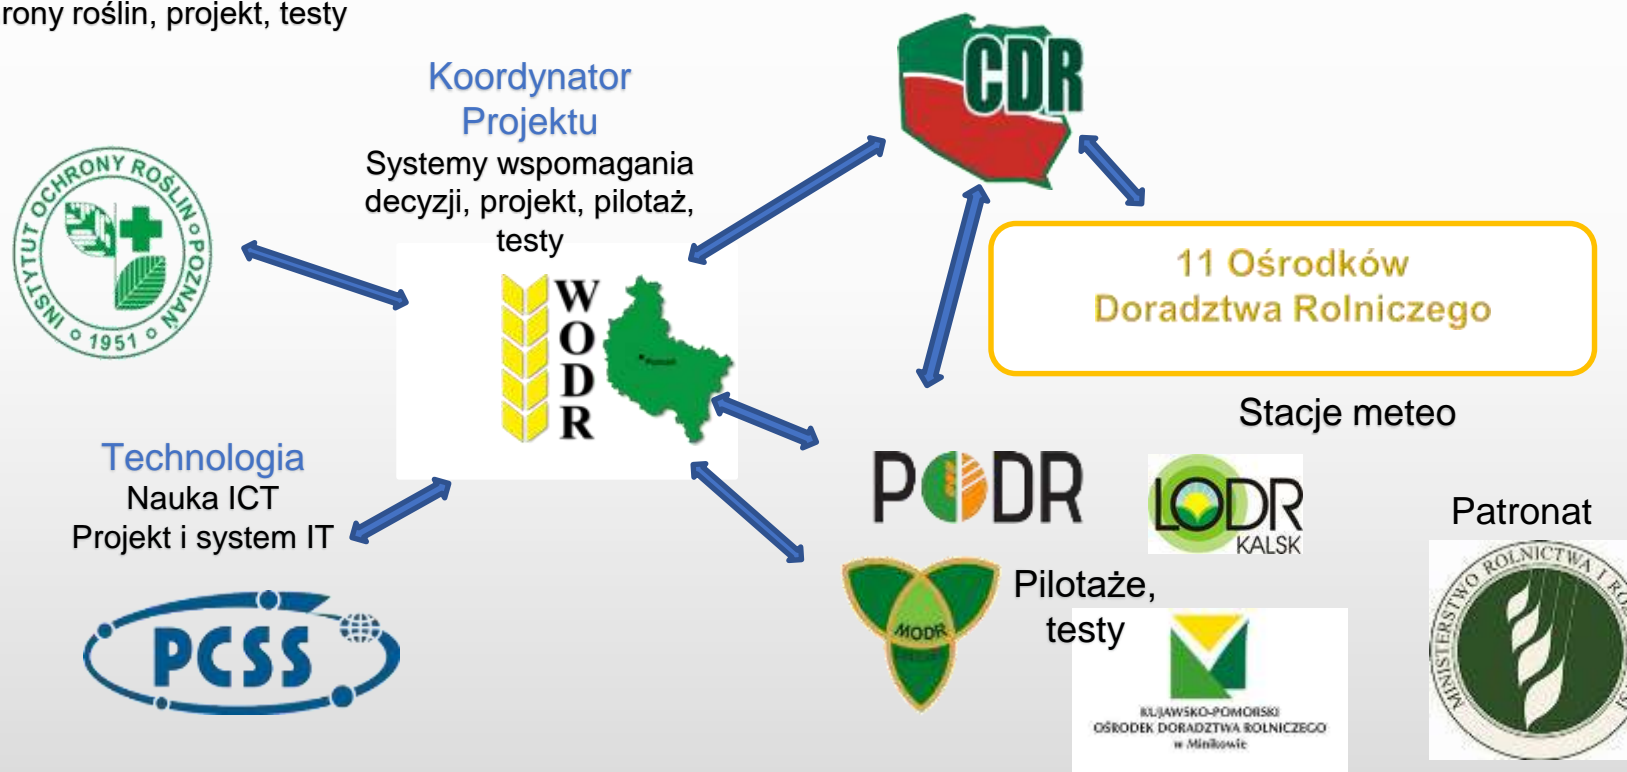 rony roślin, projekt, testy
Koordynator
Projektu
Systemy wspomagania
decyzji, projekt, pilotaż,
testy
CDR
INSTYTUT OCHRONY ROŚLIN POZNAŃ
1951
WODR
Poznań
11 Ośrodków
Doradztwa Rolniczego
Stacje meteo
Technologia
Nauka ICT
Projekt i system IT
PCSS
PODR
LODR
KALSK
Patronat
MINISTERSTWO ROLNICTWA I
Pilotaże,
testy
MODR
KUJAWSKO-POMORSKI
OŚRODEK DORADZTWA ROLNICZEGO
w Minikowie